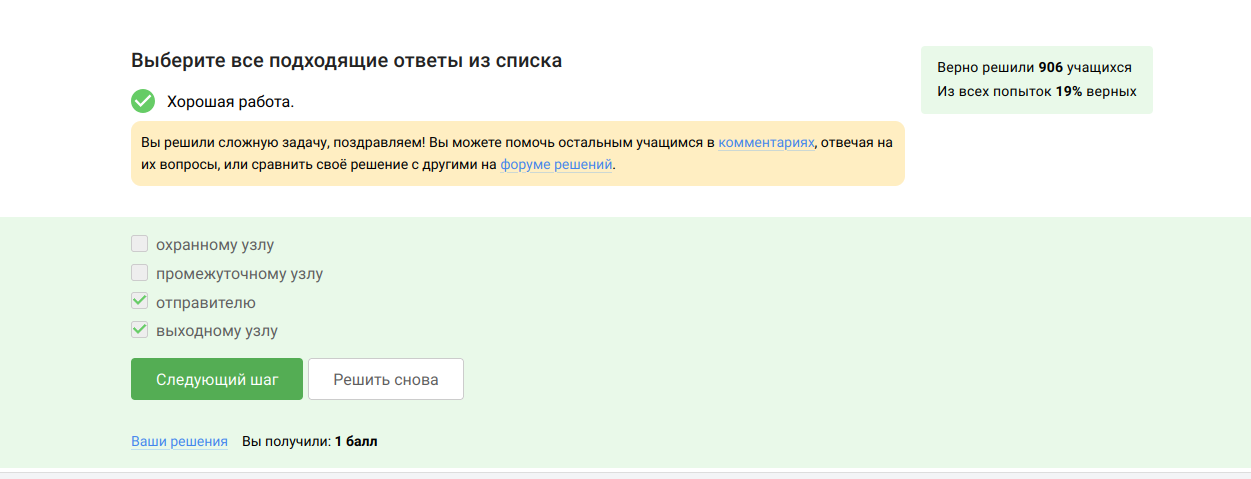 Выберите все подходящие ответы из списка
Хорошая работа.
Вы решили сложную задачу, поздравляем! Вы можете помочь остальным учащимся в комментариях, отвечая на
их вопросы, или сравнить своё решение с другими на форуме решений.
Верно решили 906 учащихся
Из всех попыток 19% верных
охранному узлу
промежуточному узлу
отправителю
выходному узлу
Следующий шаг
Решить снова
Ваши решения
Вы получили: 1 балл